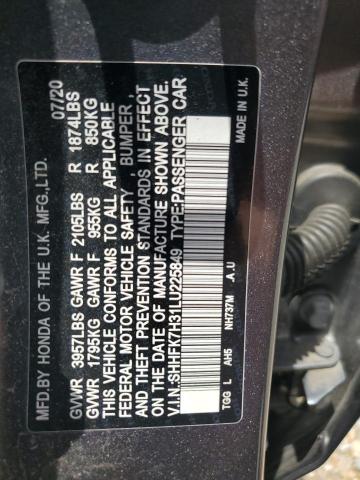 MFD.BY HONDA OF THE U.K. MFG.,LTD. 07/20
GVWR 3957LBS GAWR F 2105LBS R 1874LBS
GVWR 1795KG GAWR F 955KG R 850KG
THIS VEHICLE CONFORMS TO ALL APPLICABLE
FEDERAL MOTOR VEHICLE SAFETY , BUMPER,
AND THEFT PREVENTION STANDARDS IN EFFECT
ON THE DATE OF MANUFACTURE SHOWN ABOVE.
V.I.N.:SHHFK7H31LU225849 TYPE:PASSENGER CAR
TGG L AH5 NH737M A.U MADE IN U.K.